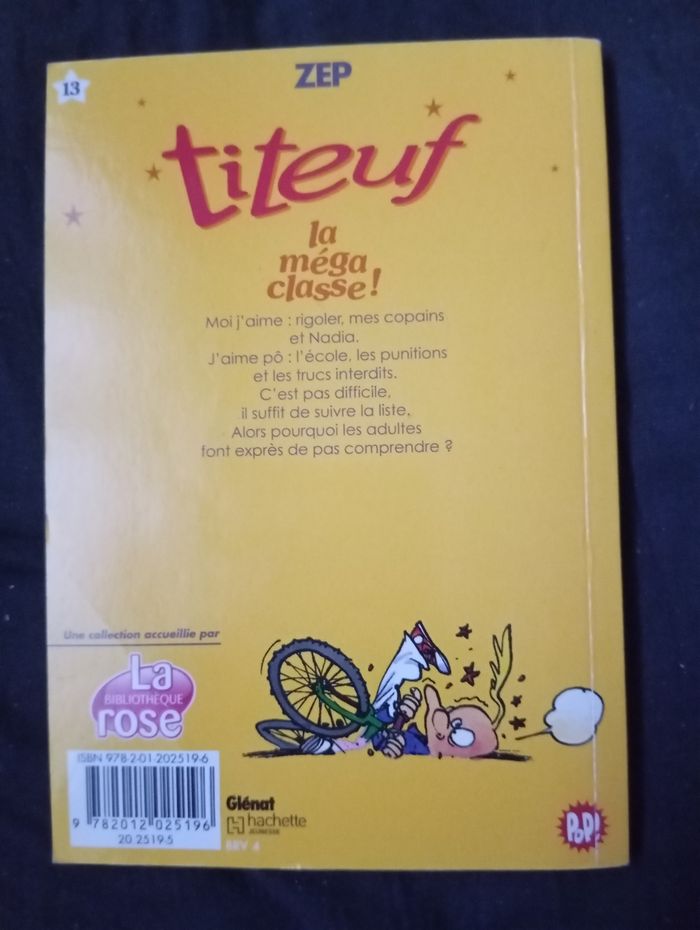 13
ZEP
titeuf
la
méga
classe !
Moi j'aime : rigoler, mes copains
et Nadia.
J'aime pô : l'école, les punitions
et les trucs interdits.
C'est pas difficile,
il suffit de suivre la liste.
Alors pourquoi les adultes
font exprès de pas comprendre ?
Une collection accueillie par
La
BIBLIOTHÈQUE
rose
ISBN 978-2-01-202519-6
9 782012 025196
20.2519.5
Glénat
hachette
JEUNESSE
BRV 4
PoP!